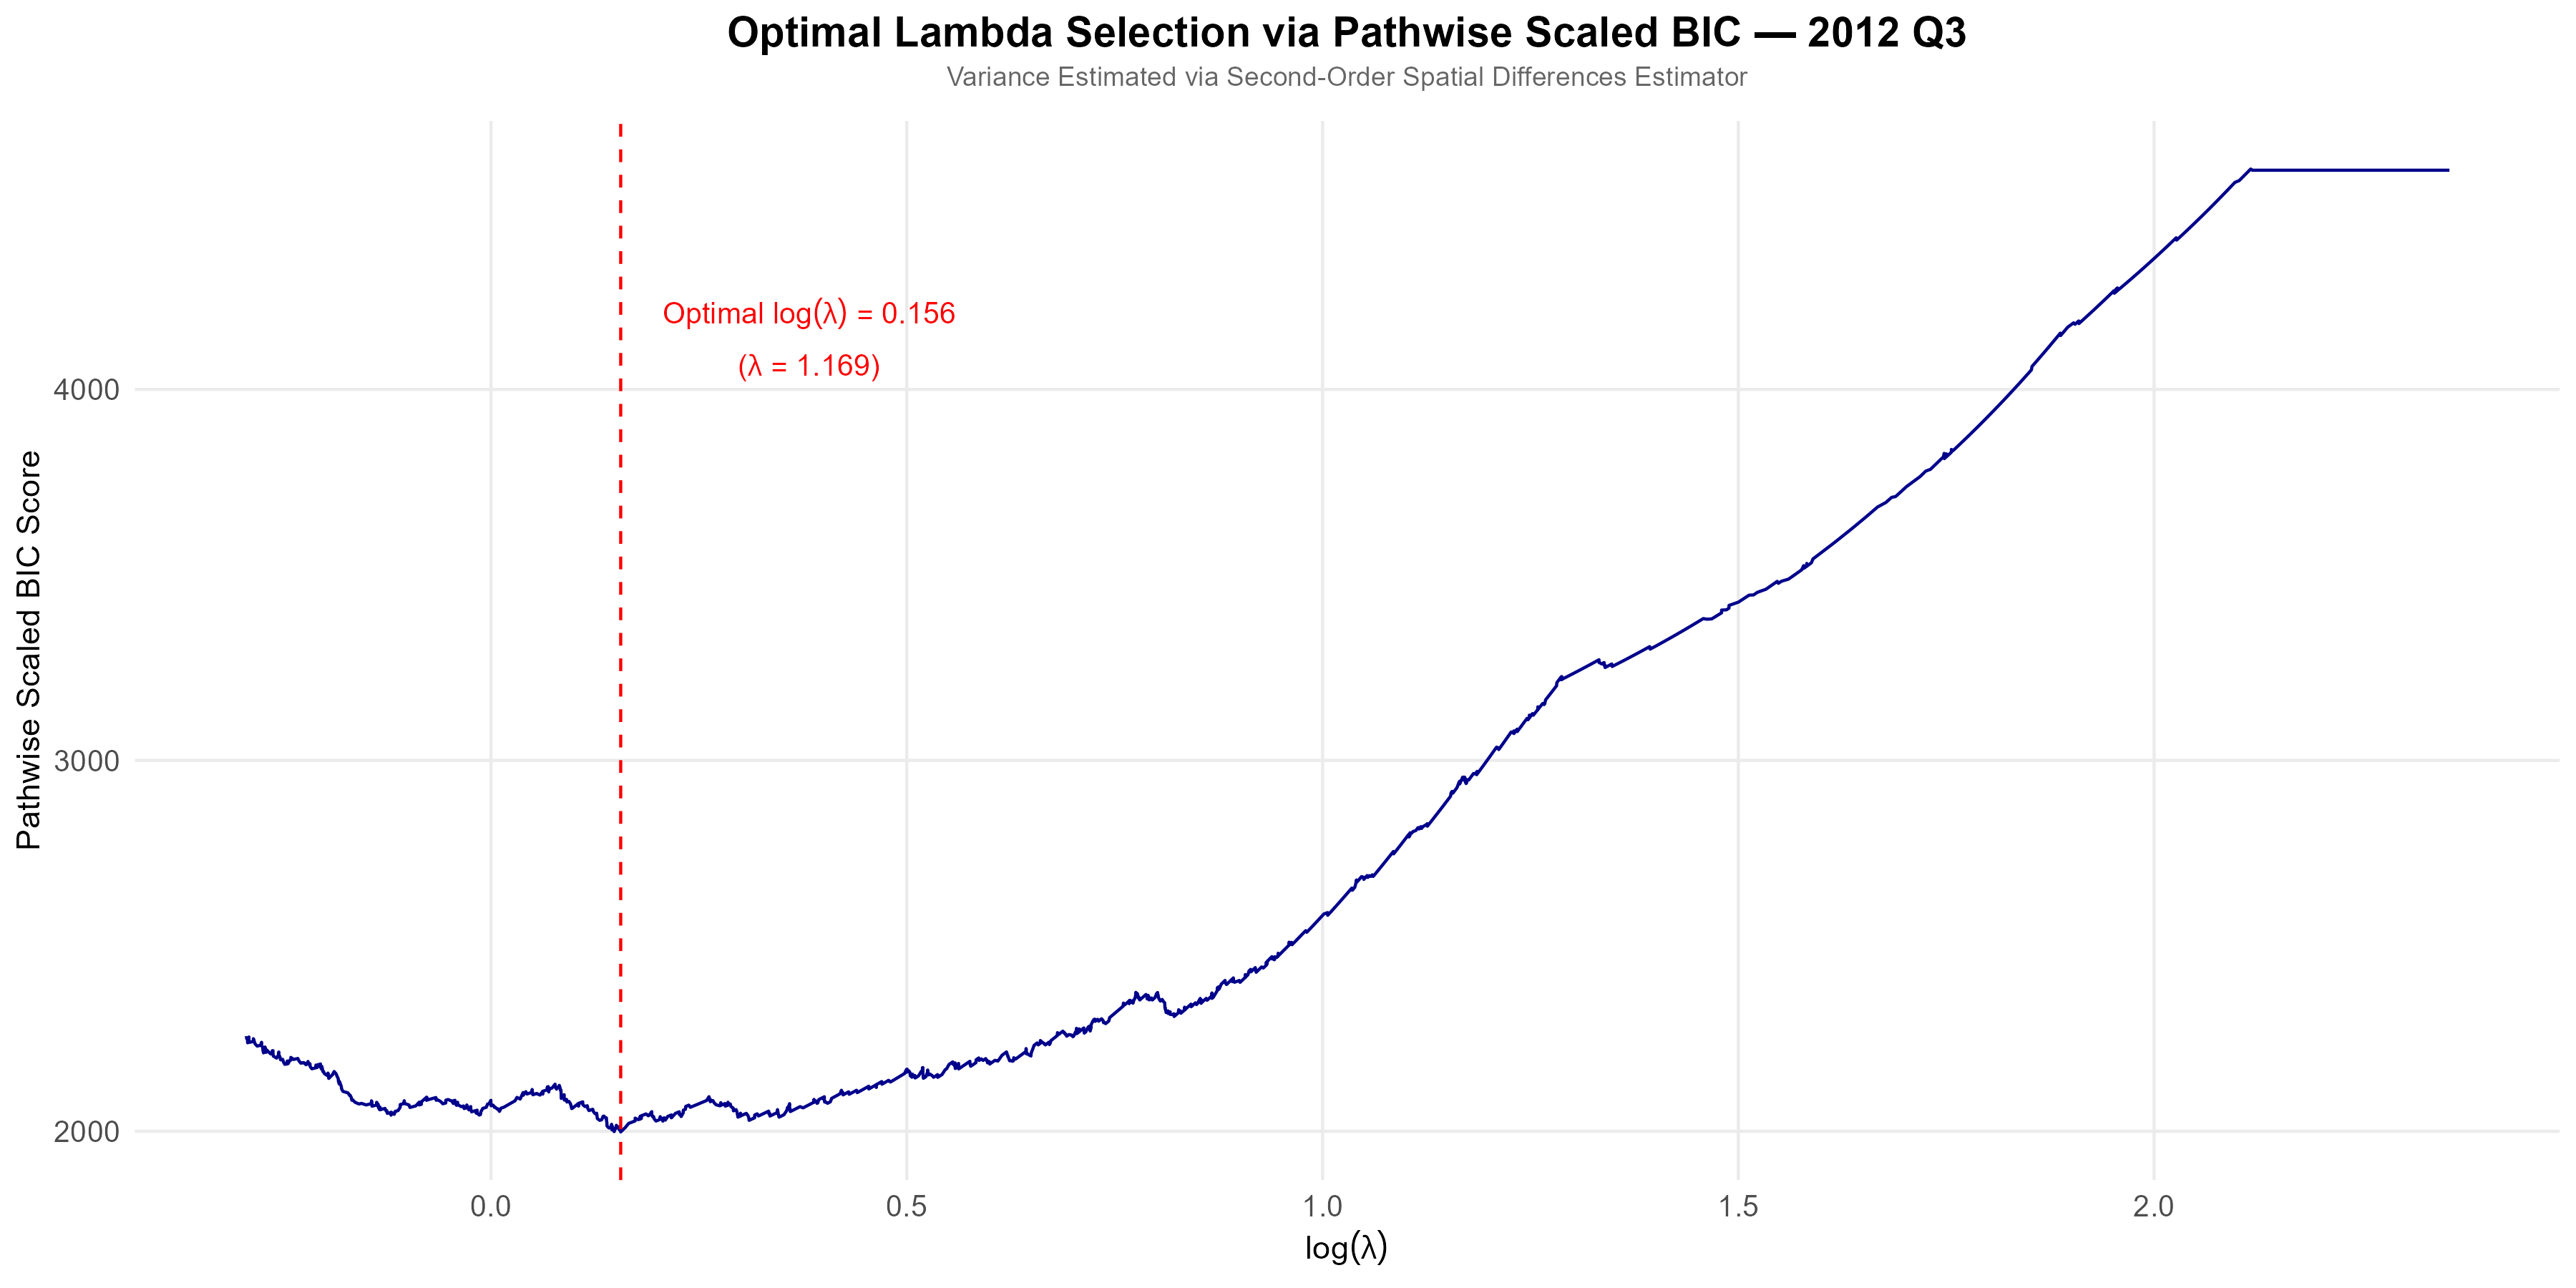 Optimal Lambda Selection via Pathwise Scaled BIC — 2012 Q3
Variance Estimated via Second-Order Spatial Differences Estimator
Optimal log(λ) = 0.156
(λ = 1.169)
Pathwise Scaled BIC Score
4000
3000
2000
0.0
0.5
1.0
1.5
2.0
log(λ)